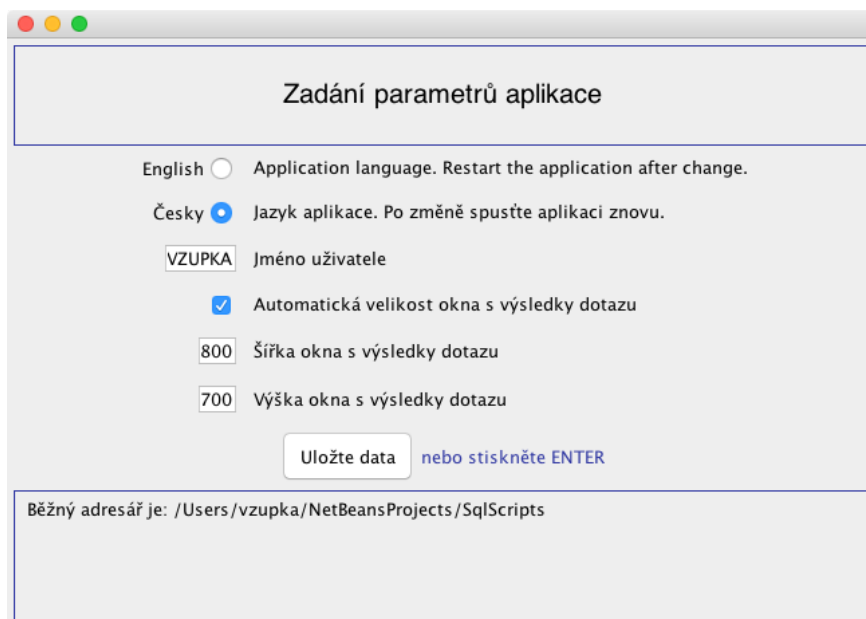 Zadání parametrů aplikace
English Application language. Restart the application after change.
Česky Jazyk aplikace. Po změně spusťte aplikaci znovu.
VZUPKA Jméno uživatele
Automatická velikost okna s výsledky dotazu
800 Šířka okna s výsledky dotazu
700 Výška okna s výsledky dotazu
Uložte data nebo stiskněte ENTER
Běžný adresář je: /Users/vzupka/NetBeansProjects/SqlScripts